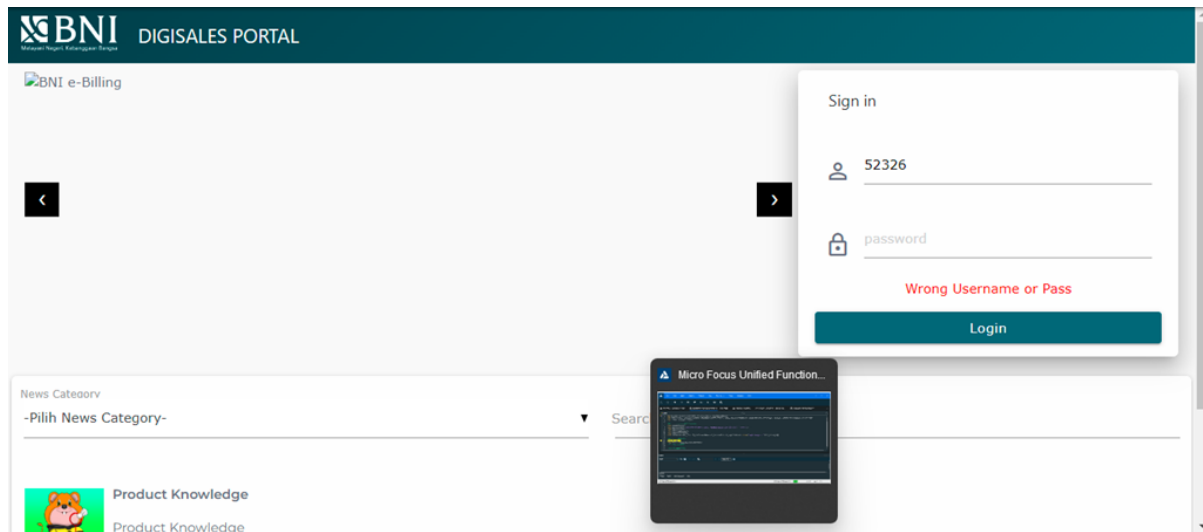 BNI
Melayani Negeri, Kebanggaan Bangsa
DIGISALES PORTAL
BNI e-Billing
‹
›
Sign in
52326
password
Wrong Username or Pass
Login
Micro Focus Unified Function...
News Category
-Pilih News Category-
Searc
Product Knowledge
Product Knowledge